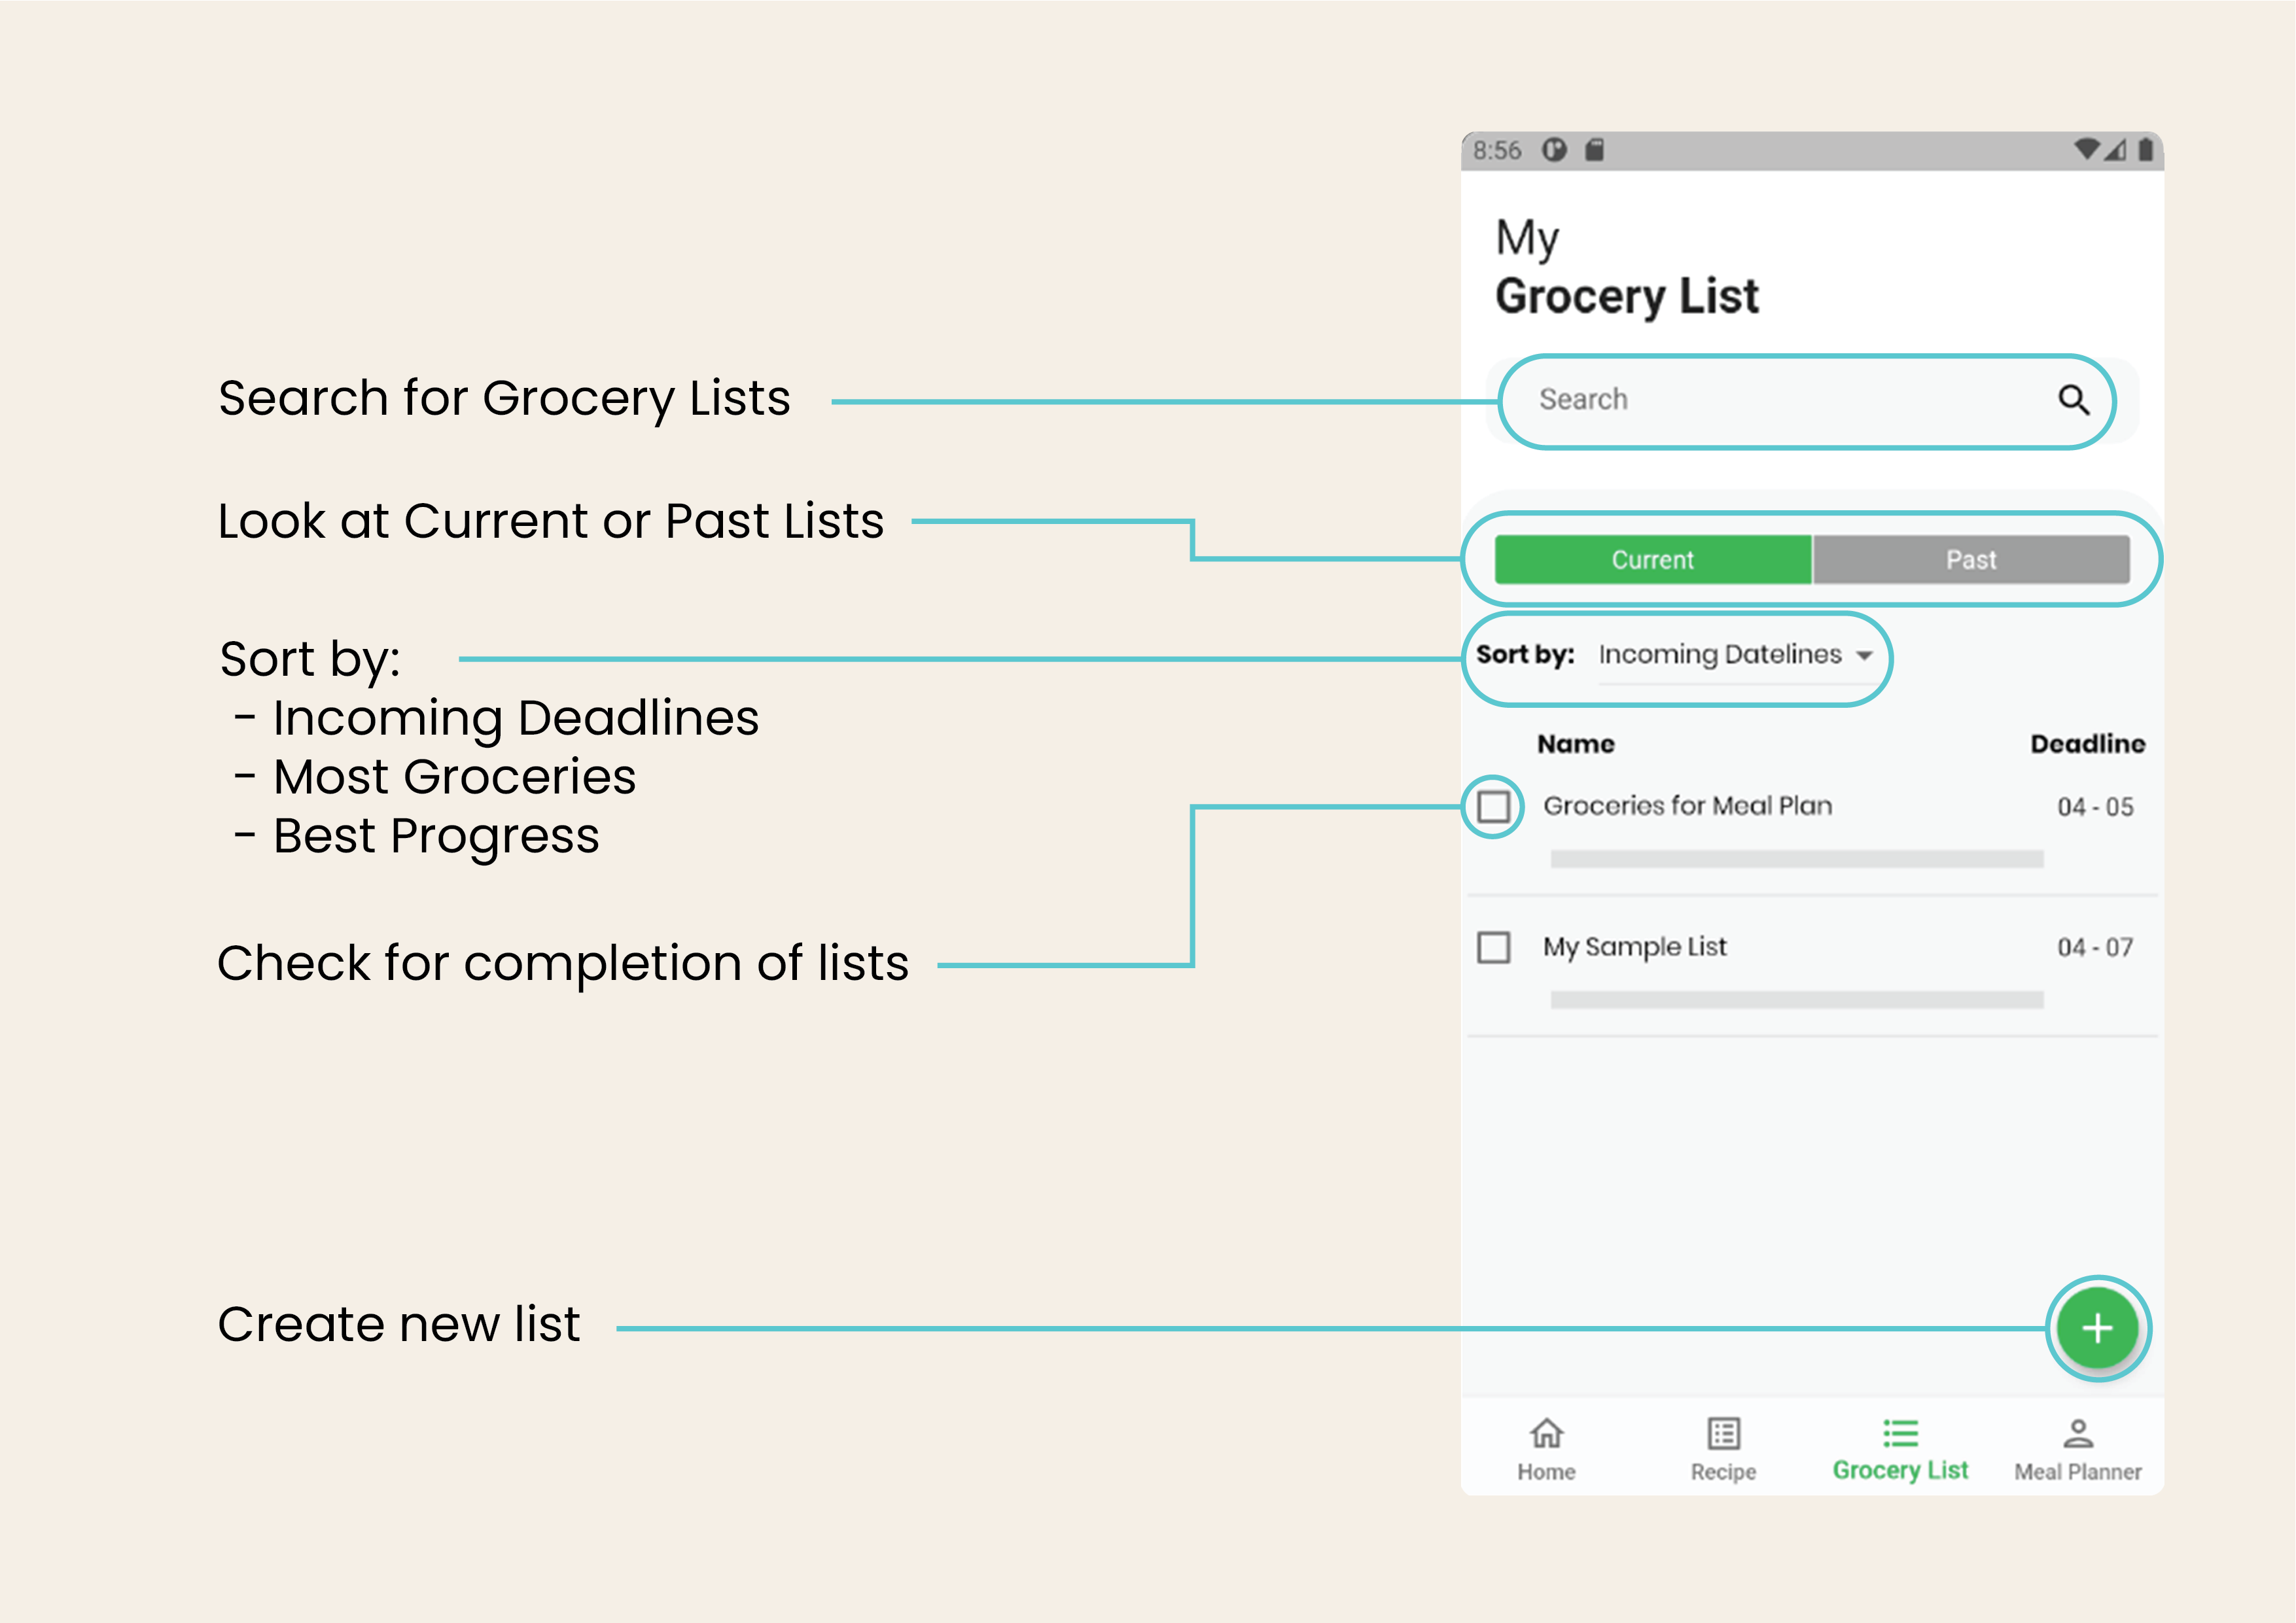 8:56
My
Grocery List
Search for Grocery Lists
Search
Look at Current or Past Lists
Current Past
Sort by:
- Incoming Deadlines
- Most Groceries
- Best Progress
Sort by: Incoming Datelines
Name Deadline
Groceries for Meal Plan 04 - 05
My Sample List 04 - 07
Check for completion of lists
Create new list
+
Home Recipe Grocery List Meal Planner